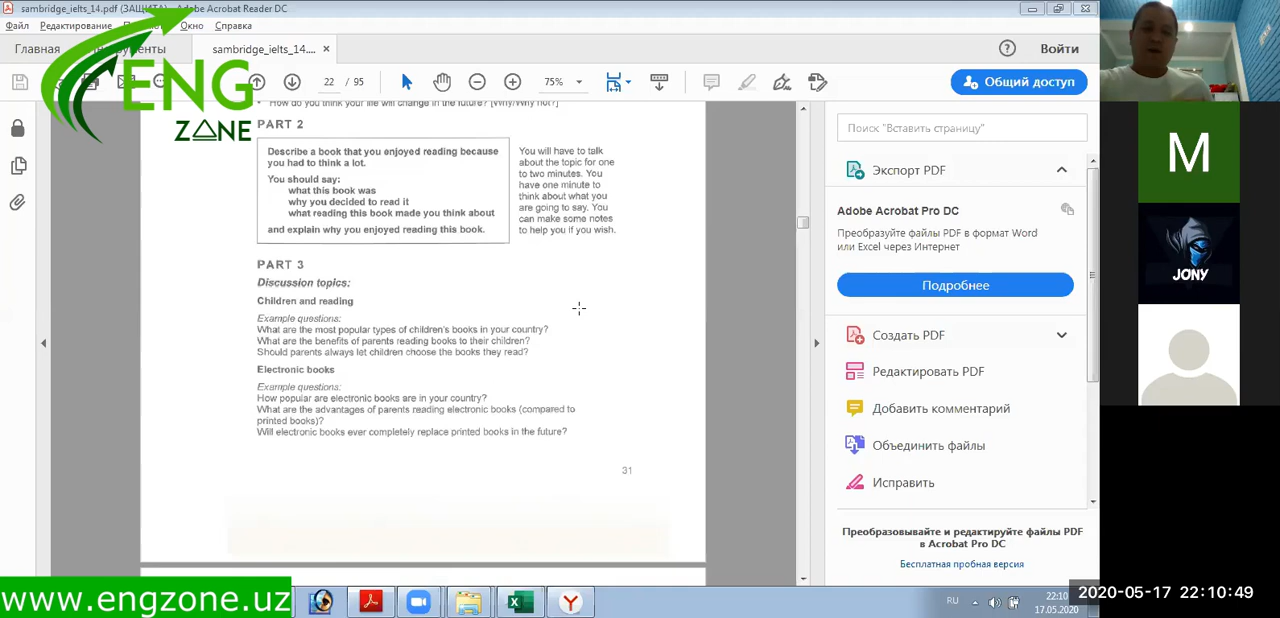 sambridge_ielts_14.pdf (ЗАЩИТА) - Adobe Acrobat Reader DC
Файл Редактирование Окно Справка
Главная Инструменты sambridge_ielts_14.... × Войти
ENG
ZONE
22 / 95 75% Общий доступ
How do you think your life will change in the future? [Why/Why not?]
PART 2
Describe a book that you enjoyed reading because
you had to think a lot.
You should say:
what this book was
why you decided to read it
what reading this book made you think about
and explain why you enjoyed reading this book.
You will have to talk
about the topic for one
to two minutes. You
have one minute to
think about what you
are going to say. You
can make some notes
to help you if you wish.
PART 3
Discussion topics:
Children and reading
Example questions:
What are the most popular types of children's books in your country?
What are the benefits of parents reading books to their children?
Should parents always let children choose the books they read?
Electronic books
Example questions:
How popular are electronic books are in your country?
What are the advantages of parents reading electronic books (compared to
printed books)?
Will electronic books ever completely replace printed books in the future?
31
Поиск "Вставить страницу"
Экспорт PDF
Adobe Acrobat Pro DC
Преобразуйте файлы PDF в формат Word
или Excel через Интернет
Подробнее
Создать PDF
Редактировать PDF
Добавить комментарий
Объединить файлы
Исправить
Преобразовывайте и редактируйте файлы PDF
в Acrobat Pro DC
Бесплатная пробная версия
M
JONY
www.engzone.uz
RU
22:10
17.05.2020
2020-05-17 22:10:49